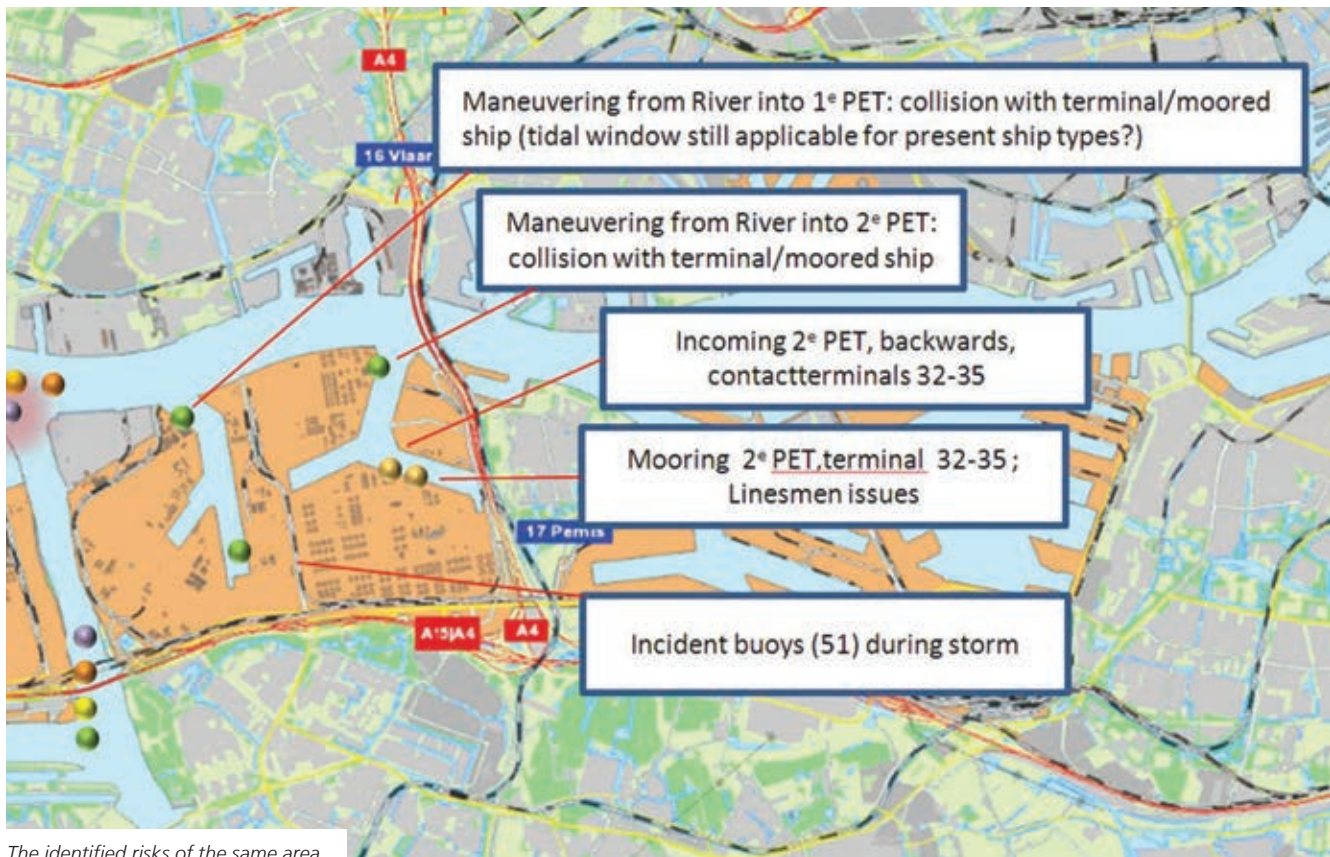 A4
Maneuvering from River into 1e PET: collision with terminal/moored
ship (tidal window still applicable for present ship types?)
16 Vlaar
Maneuvering from River into 2e PET:
collision with terminal/moored ship
Incoming 2e PET, backwards,
contactterminals 32-35
Mooring 2e PET,terminal 32-35 ;
Linesmen issues
17 Pernis
Incident buoys (51) during storm
A15|A4
A4
The identified risks of the same area